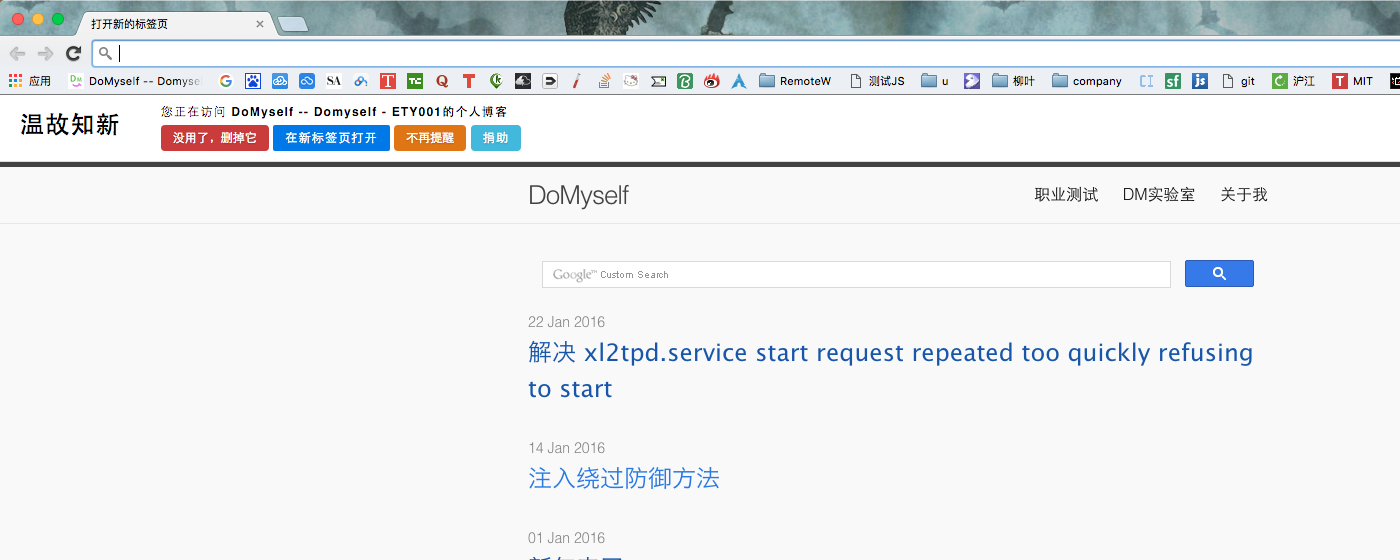 打开新的标签页
应用
DoMyself -- Domyse
SA
T
TC
Q
T
RemoteW
测试JS
u
柳叶
company
CI
sf
js
git
沪江
T
MIT
温故知新
您正在访问 DoMyself -- Domyself - ETY001的个人博客
没用了，删掉它
在新标签页打开
不再提醒
捐助
DoMyself
职业测试
DM实验室
关于我
Google™ Custom Search
22 Jan 2016
解决 xl2tpd.service start request repeated too quickly refusing
to start
14 Jan 2016
注入绕过防御方法
01 Jan 2016